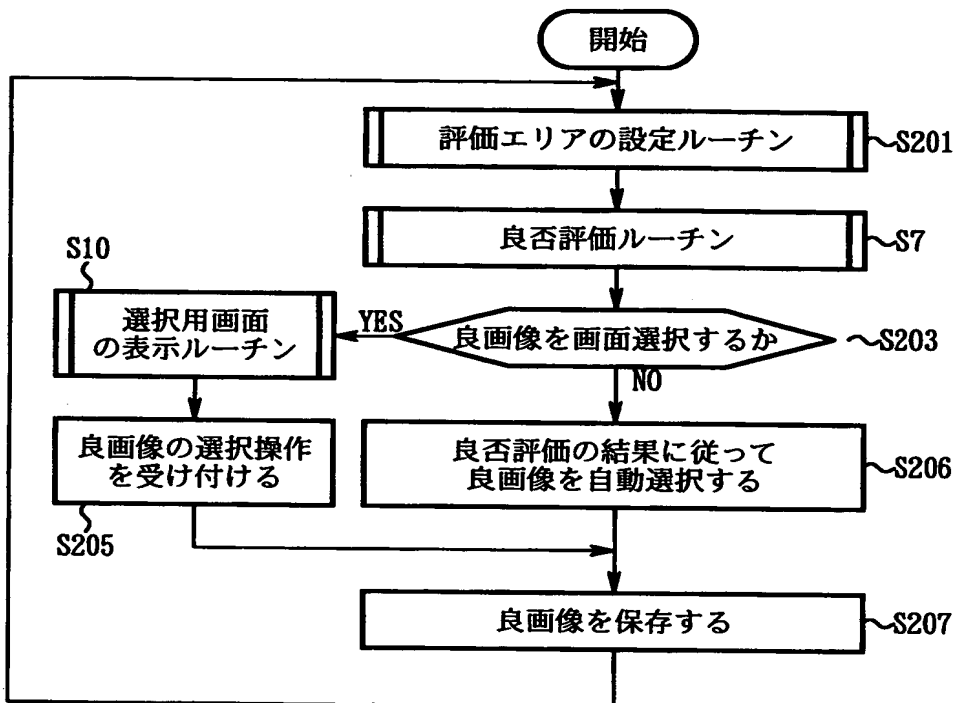 開始
評価エリアの設定ルーチン
S201
良否評価ルーチン
S7
S10
選択用画面
の表示ルーチン
YES
良画像を画面選択するか
S203
NO
良画像の選択操作
を受け付ける
S205
良否評価の結果に従って
良画像を自動選択する
S206
良画像を保存する
S207